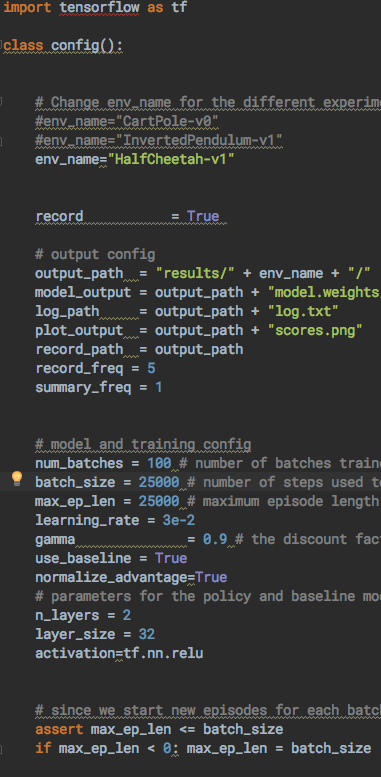 import tensorflow as tf
class config():
# Change env_name for the different experime
#env_name="CartPole-v0"
#env_name="InvertedPendulum-v1"
env_name="HalfCheetah-v1"
record = True
# output config
output_path = "results/" + env_name + "/"
model_output = output_path + "model.weights/
log_path = output_path + "log.txt"
plot_output = output_path + "scores.png"
record_path = output_path
record_freq = 5
summary_freq = 1
# model and training config
num_batches = 100 # number of batches traine
batch_size = 25000 # number of steps used to
max_ep_len = 25000 # maximum episode length
learning_rate = 3e-2
gamma = 0.9 # the discount fact
use_baseline = True
normalize_advantage=True
# parameters for the policy and baseline mod
n_layers = 2
layer_size = 32
activation=tf.nn.relu
# since we start new episodes for each batch
assert max_ep_len <= batch_size
if max_ep_len < 0: max_ep_len = batch_size